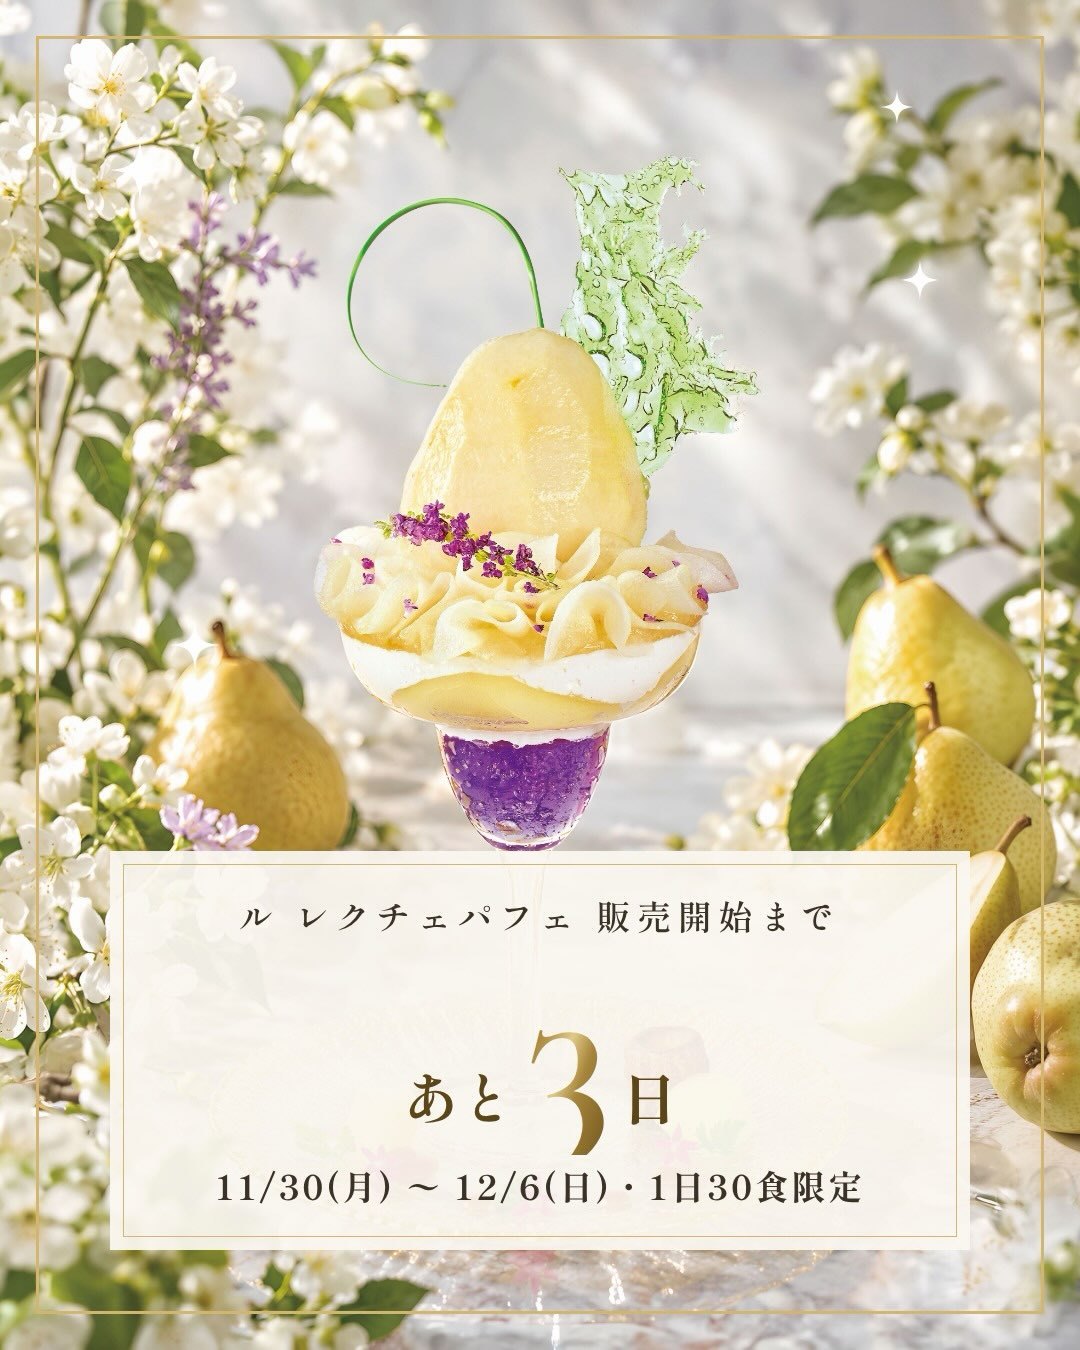 ル レクチェパフェ 販売開始まで
あと3日
11/30(月) ～ 12/6(日)・1日30食限定